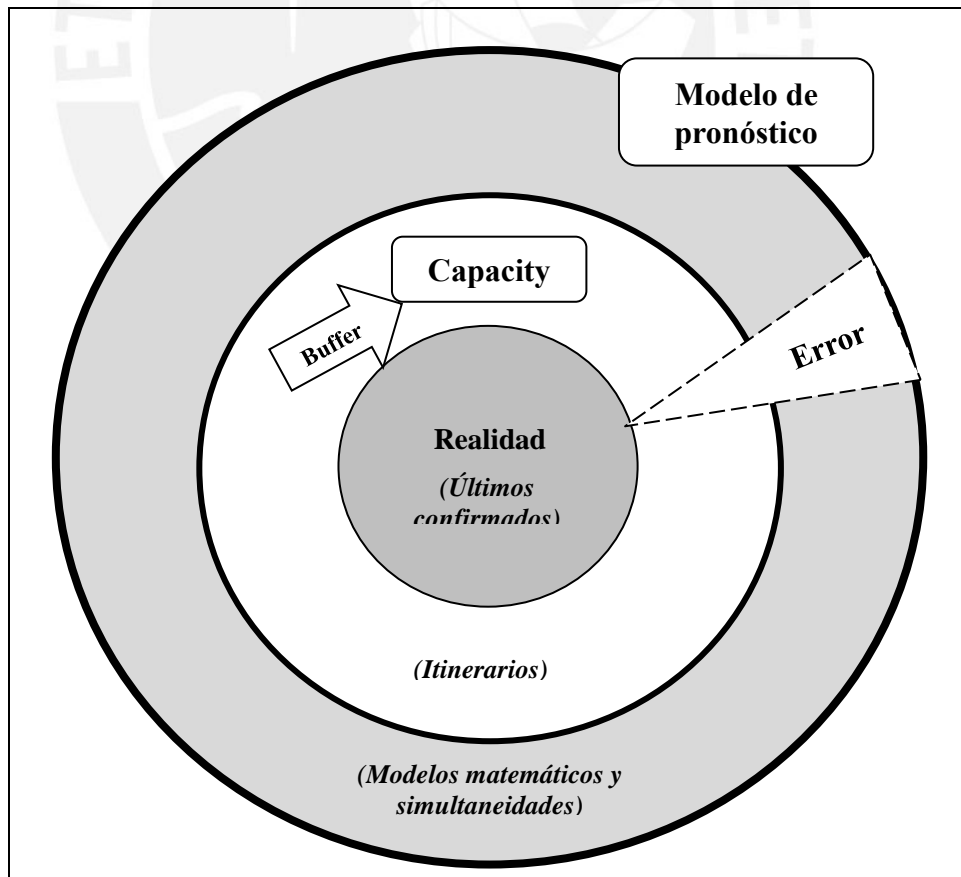 Modelo de
pronóstico
Capacity
Buffer
Error
Realidad
(Últimos
confirmados)
(Itinerarios)
(Modelos matemáticos y
simultaneidades)